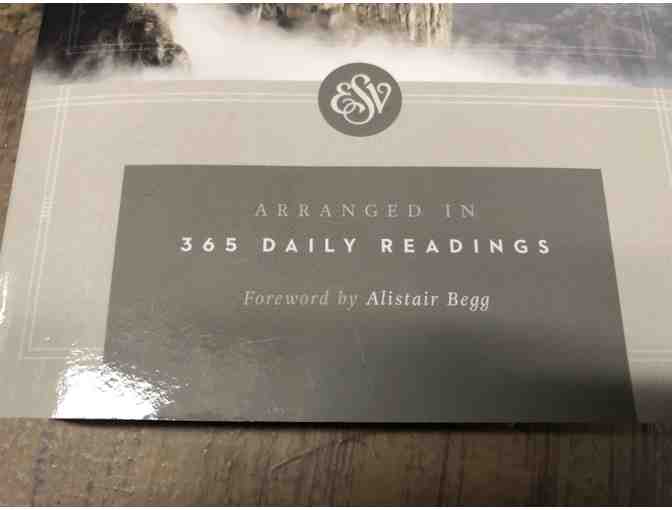 ESV
ARRANGED IN
365 DAILY READINGS
Foreword by Alistair Begg